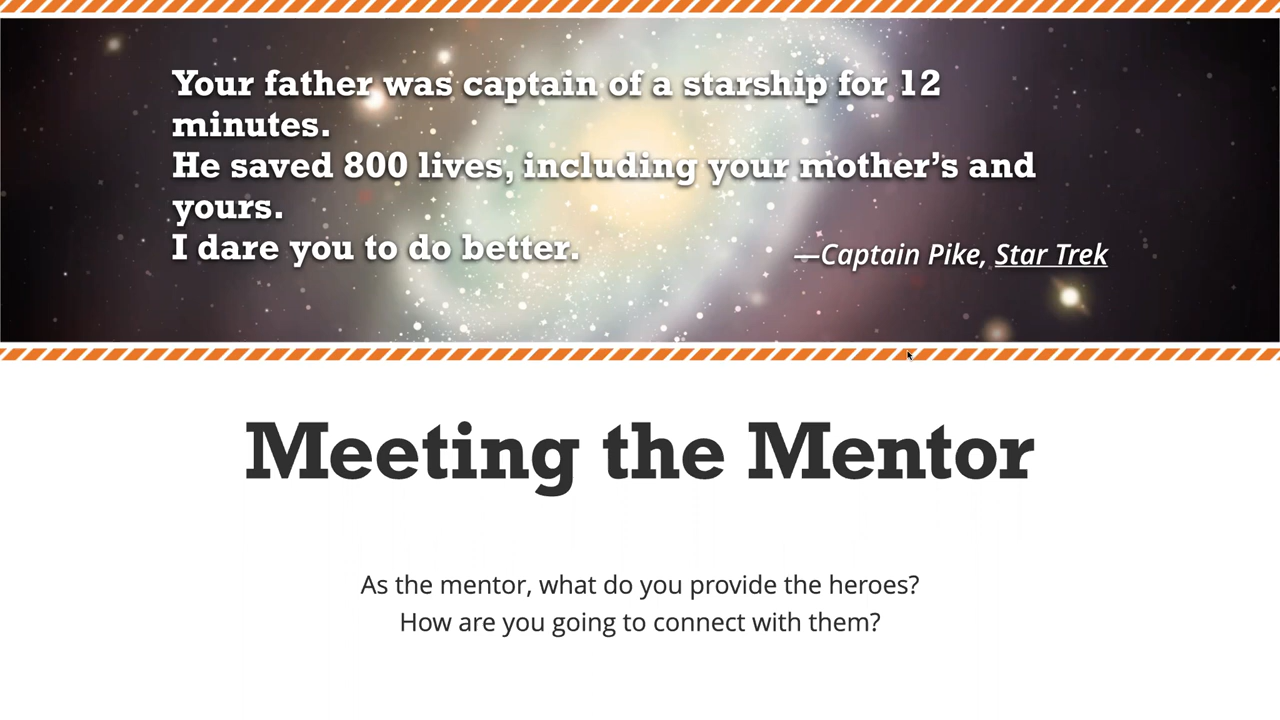 Your father was captain of a starship for 12
minutes.
He saved 800 lives, including your mother’s and
yours.
I dare you to do better.
—Captain Pike, Star Trek
Meeting the Mentor
As the mentor, what do you provide the heroes?
How are you going to connect with them?